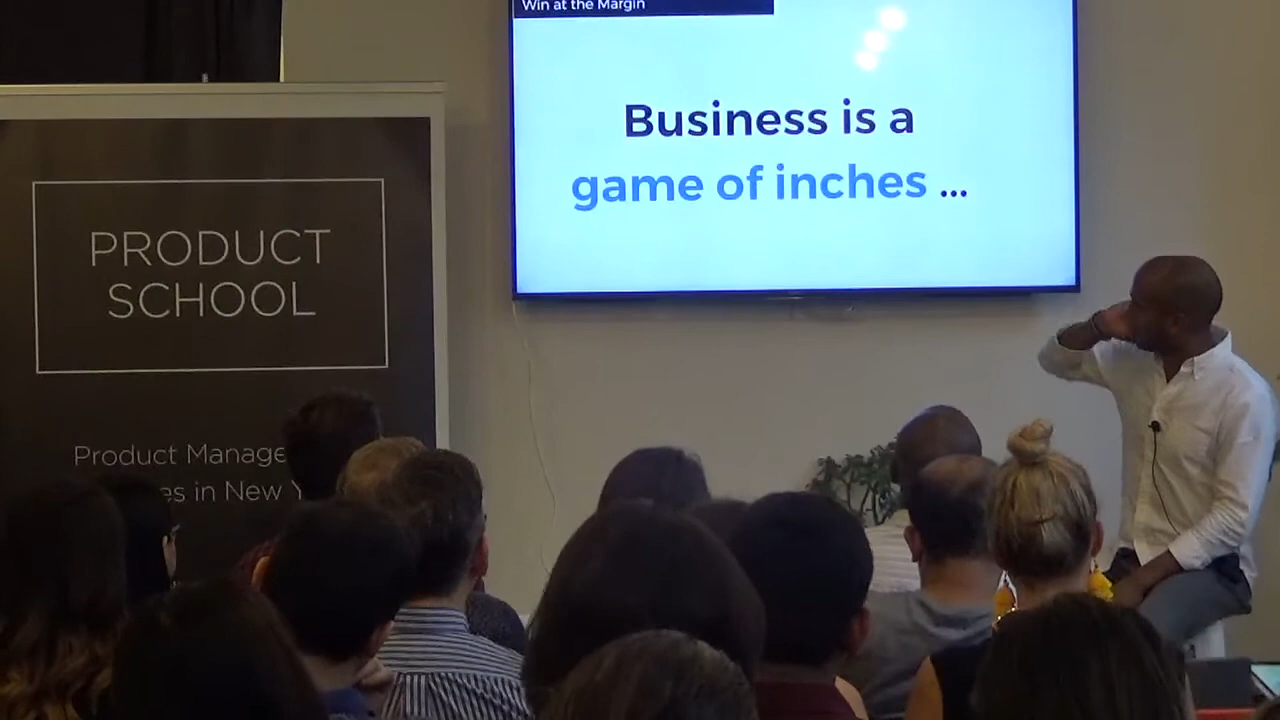 Win at the Margin
Business is a
game of inches ...
PRODUCT
SCHOOL
Product Manage
es in New Y